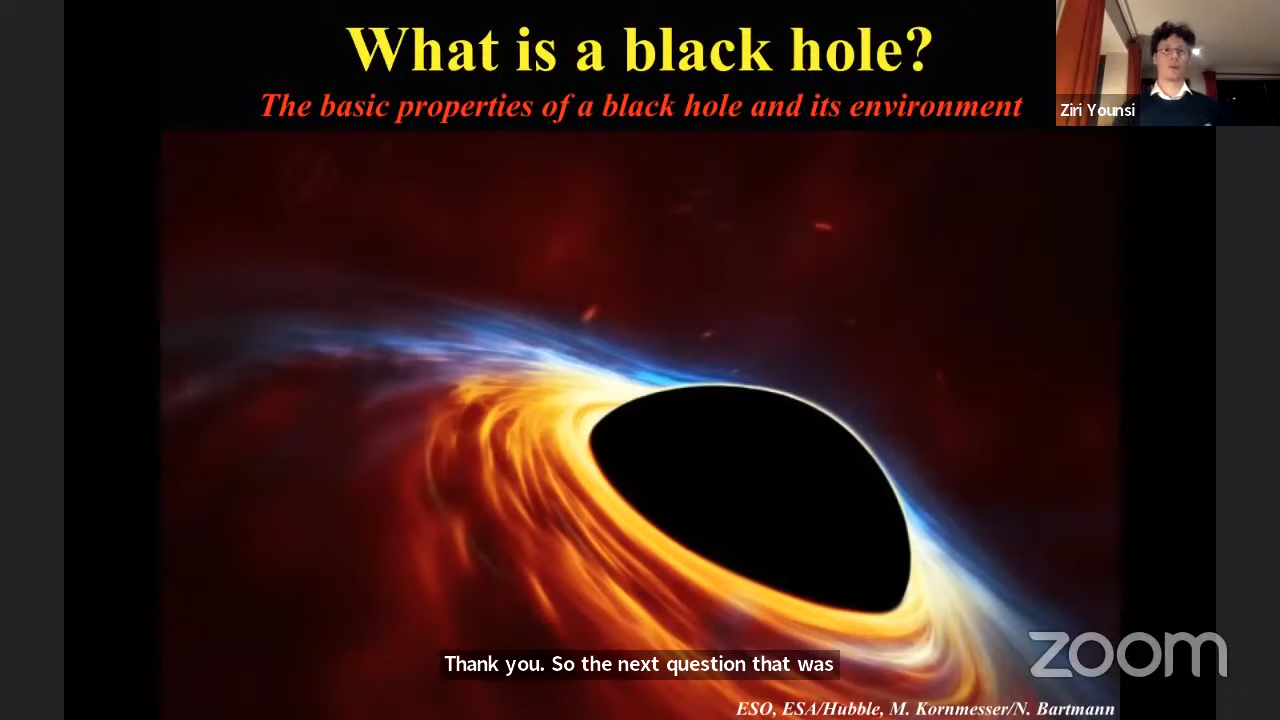 What is a black hole?
The basic properties of a black hole and its environment
Ziri Younsi
Thank you. So the next question that was
zoom
ESO, ESA/Hubble, M. Kornmesser/N. Bartmann